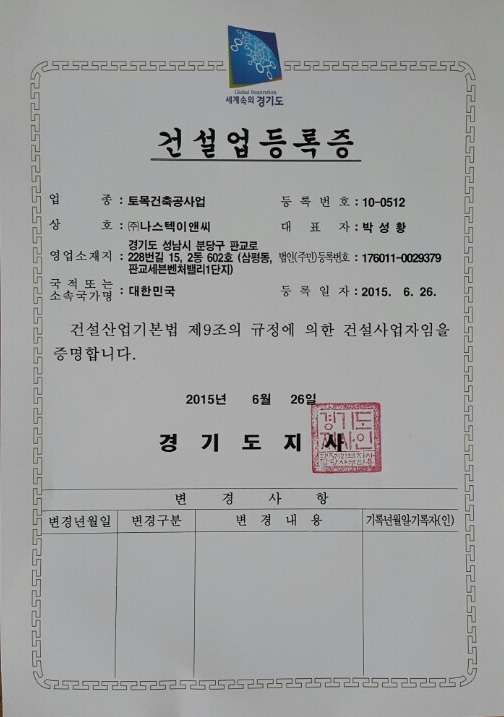 Global Inspiration
세계속의 경기도
건설업등록증
업 종 : 토목건축공사업 등 록 번 호 : 10-0512
상 호 : ㈜나스텍이앤씨 대 표 자 : 박성황
영업소재지 : 경기도 성남시 분당구 판교로
228번길 15, 2동 602호 (삼평동, 법인(주민)등록번호 : 176011-0029379
판교세븐벤처밸리1단지)
국적 또는
소속국가명 : 대한민국 등 록 일 자 : 2015. 6. 26.
건설산업기본법 제9조의 규정에 의한 건설사업자임을
증명합니다.
2015년 6월 26일
경 기 도 지 사
경기도
지사인
변 경 사 항
변경년월일 변경구분 변 경 내 용 기록년월일·기록자(인)